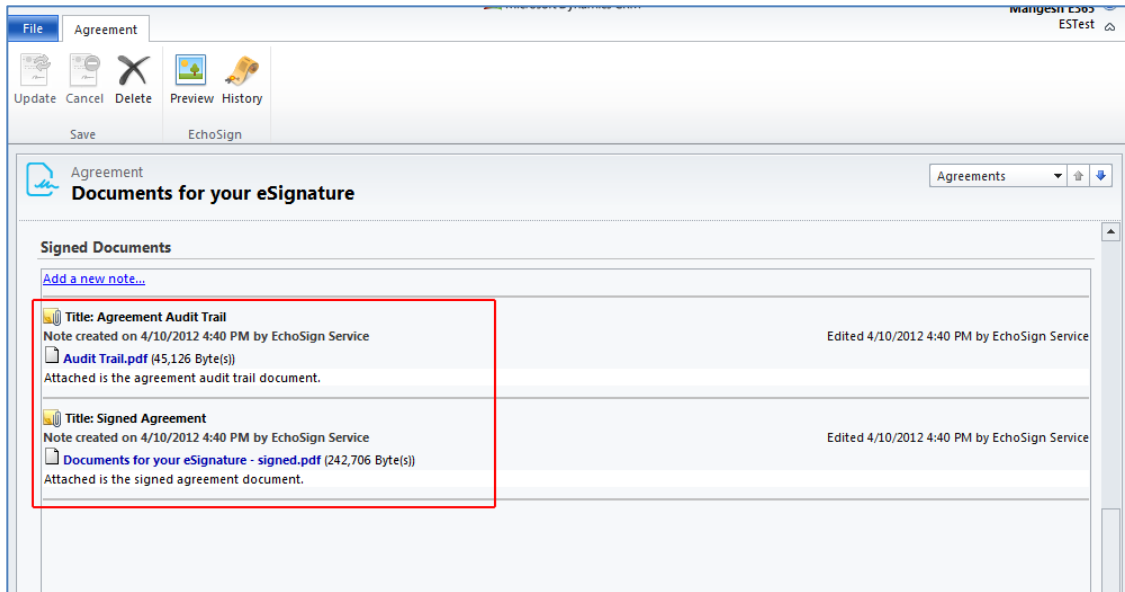 Microsoft Dynamics CRM
Mangesh E365
File Agreement ESTest
Update Cancel Delete Preview History
Save EchoSign
Agreement
Documents for your eSignature
Agreements
Signed Documents
Add a new note...
Title: Agreement Audit Trail
Note created on 4/10/2012 4:40 PM by EchoSign Service Edited 4/10/2012 4:40 PM by EchoSign Service
Audit Trail.pdf (45,126 Byte(s))
Attached is the agreement audit trail document.
Title: Signed Agreement
Note created on 4/10/2012 4:40 PM by EchoSign Service Edited 4/10/2012 4:40 PM by EchoSign Service
Documents for your eSignature - signed.pdf (242,706 Byte(s))
Attached is the signed agreement document.